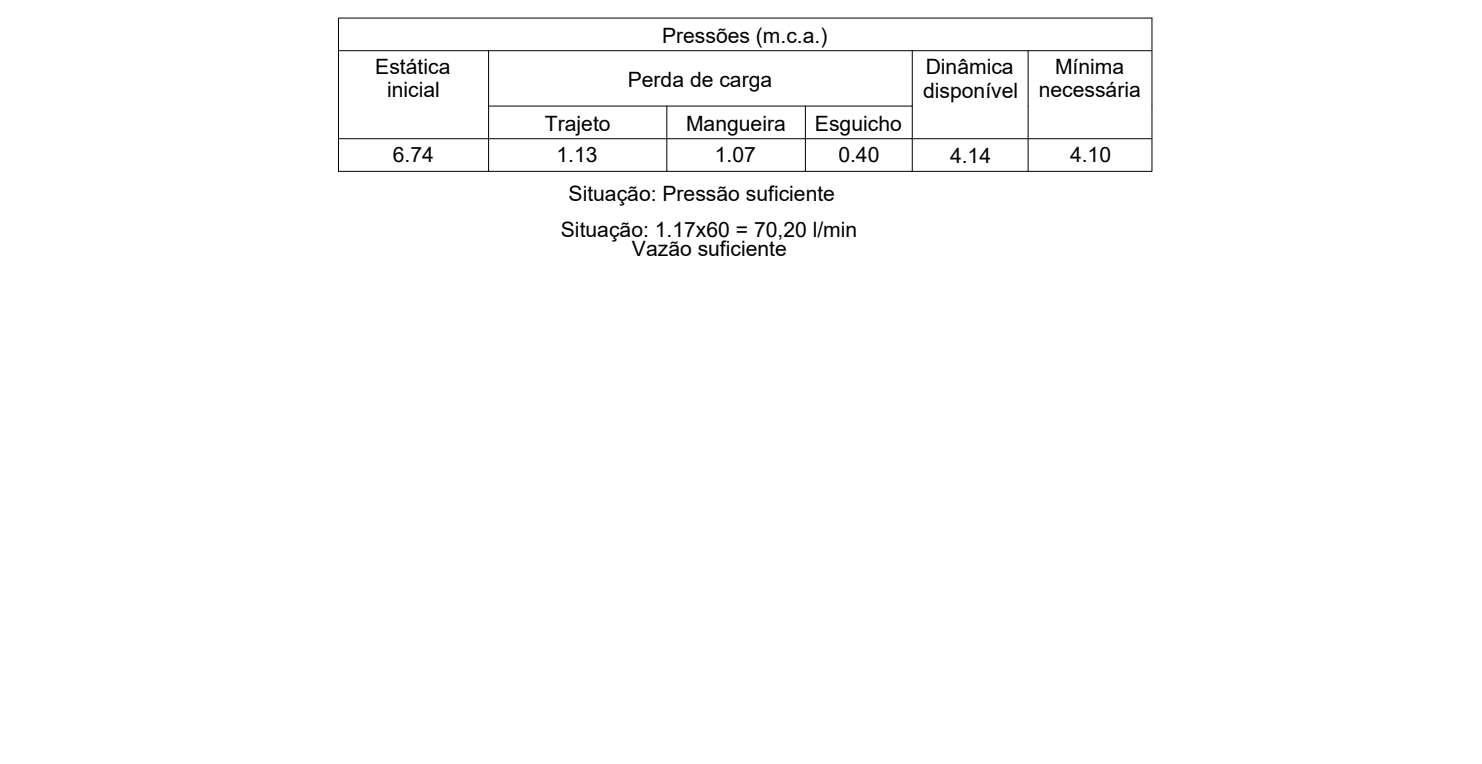 Pressões (m.c.a.)
Estática
inicial
Perda de carga
Dinâmica
disponível
Mínima
necessária
Trajeto Mangueira Esguicho
6.74 1.13 1.07 0.40 4.14 4.10
Situação: Pressão suficiente
Situação: 1.17x60 = 70,20 l/min
Vazão suficiente